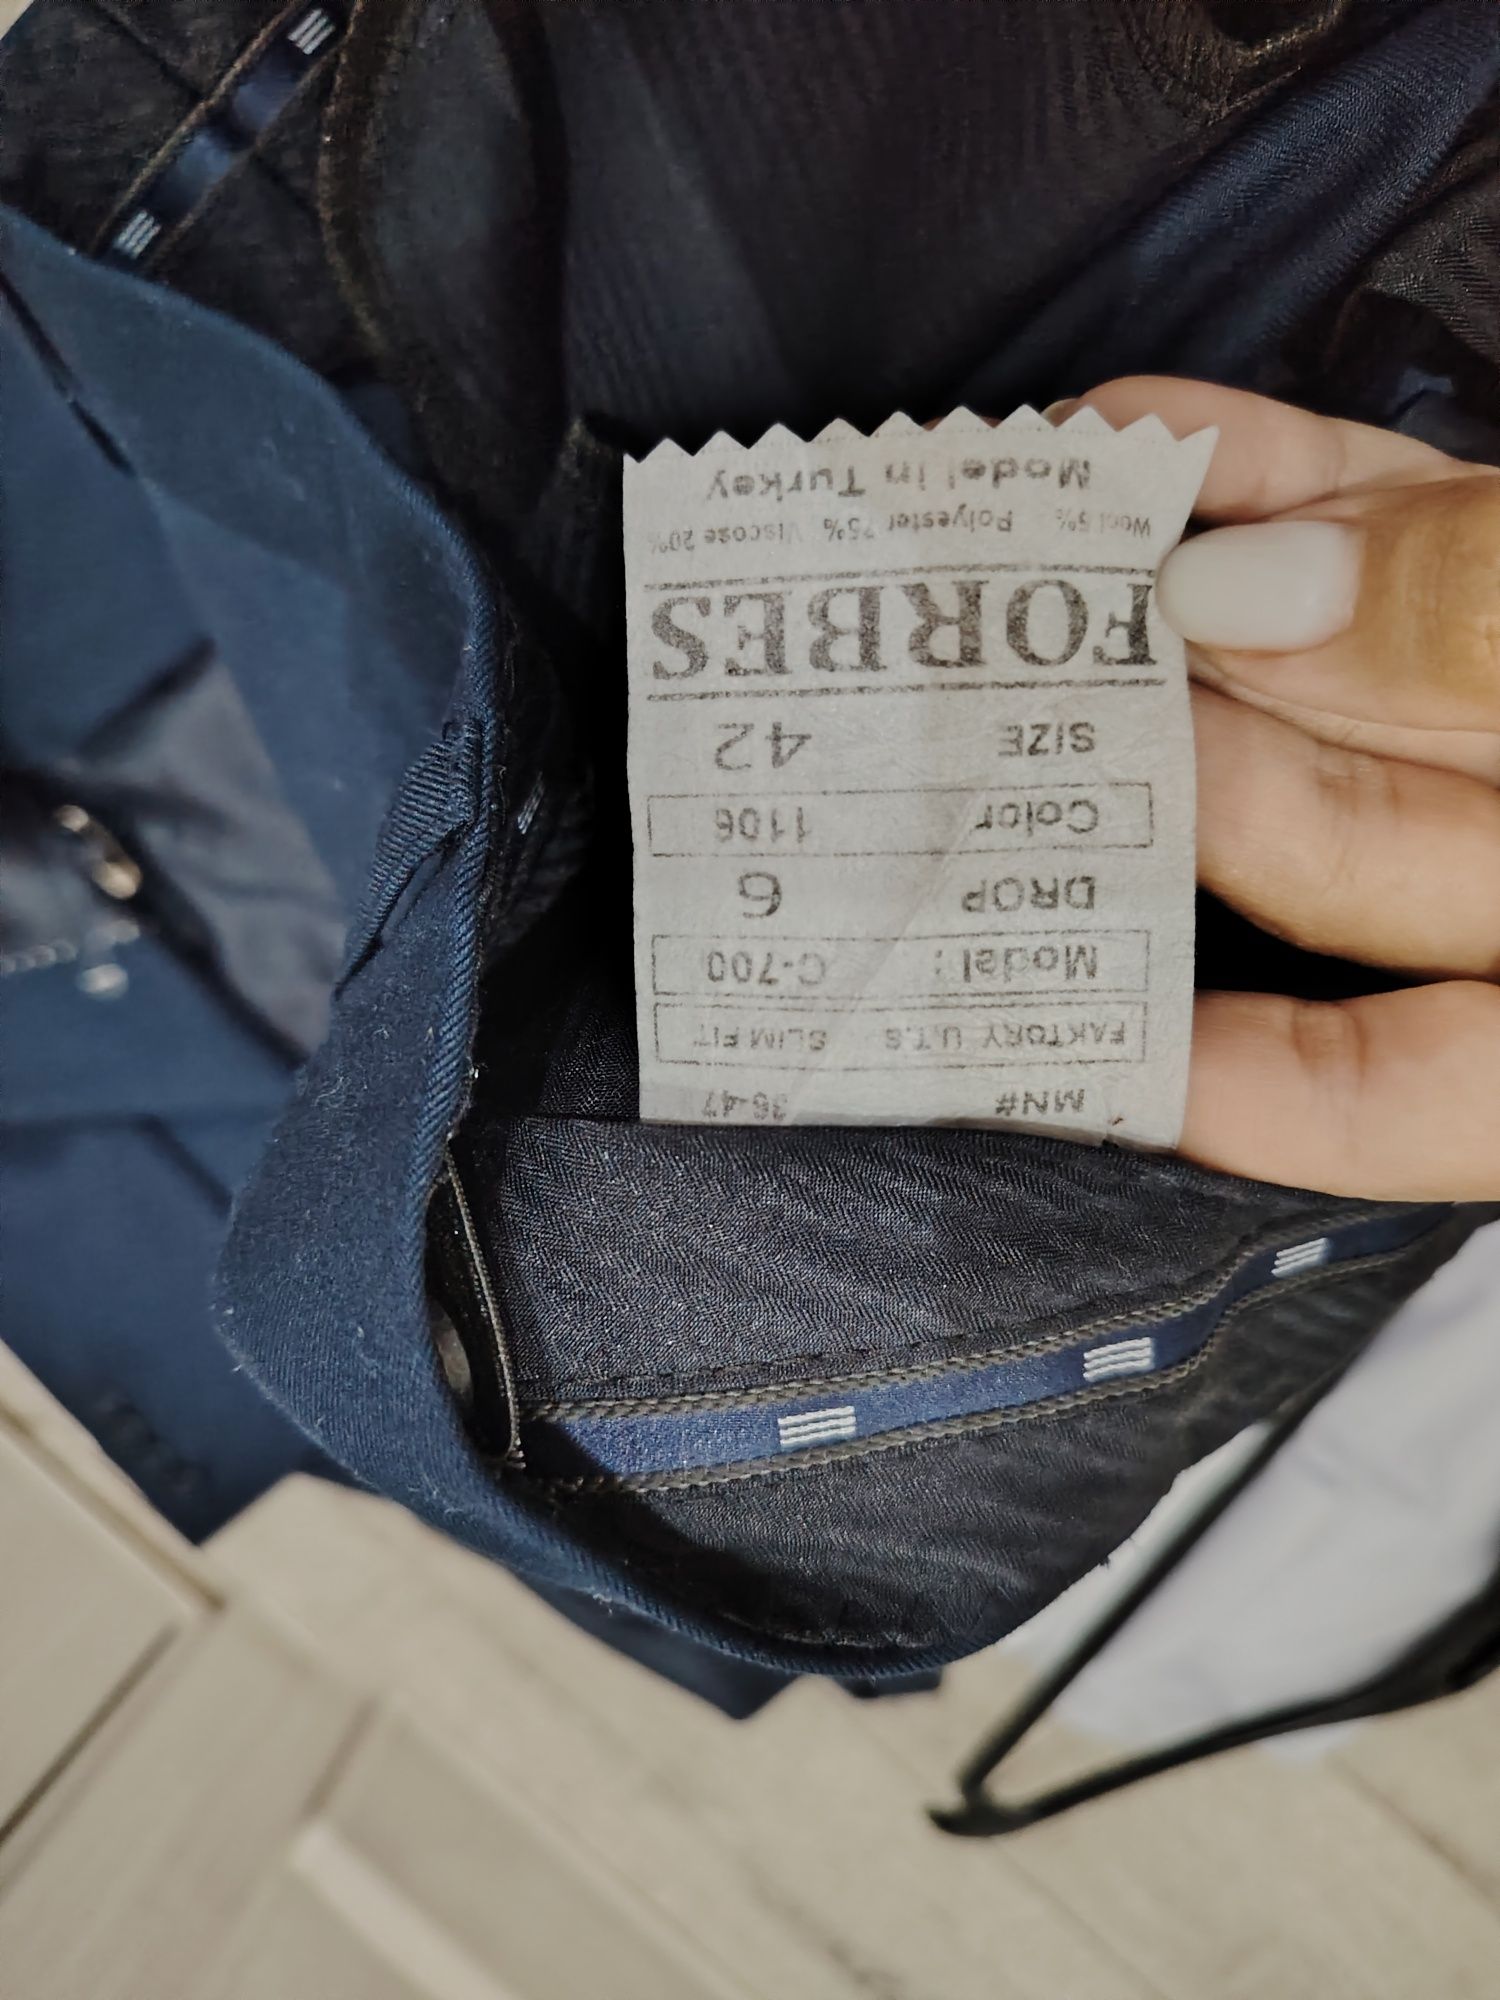 MN# 36-47
FAKTORY U.T.S SLIM FIT
Model : C-700
DROP 6
Color 1106
SIZE 42
FORBES
Wool 5% Polyester 75% Viscose 20%
Model in Turkey